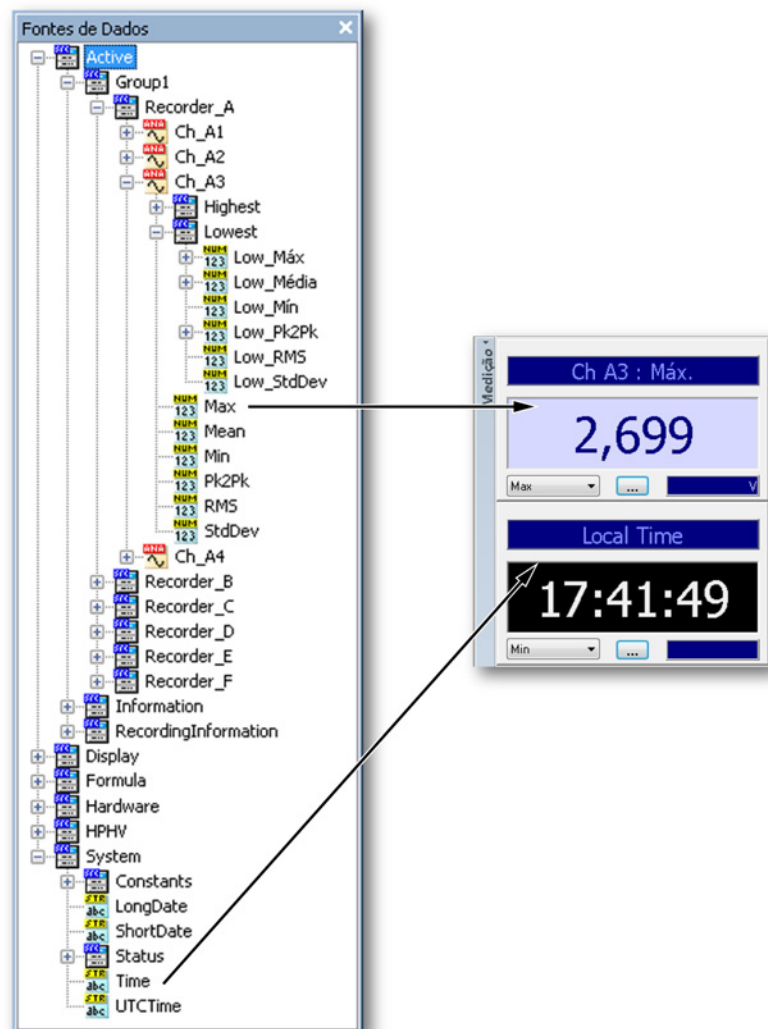 Fontes de Dados
Active
Group1
Recorder_A
Ch_A1
Ch_A2
Ch_A3
Highest
Lowest
Low_Máx
Low_Média
Low_Mín
Low_Pk2Pk
Low_RMS
Low_StdDev
Max
Mean
Min
Pk2Pk
RMS
StdDev
Ch_A4
Recorder_B
Recorder_C
Recorder_D
Recorder_E
Recorder_F
Information
RecordingInformation
Display
Formula
Hardware
HPHV
System
Constants
LongDate
ShortDate
Status
Time
UTCTime
Medição
Ch A3 : Máx.
2,699
Max ... V
Local Time
17:41:49
Min ...